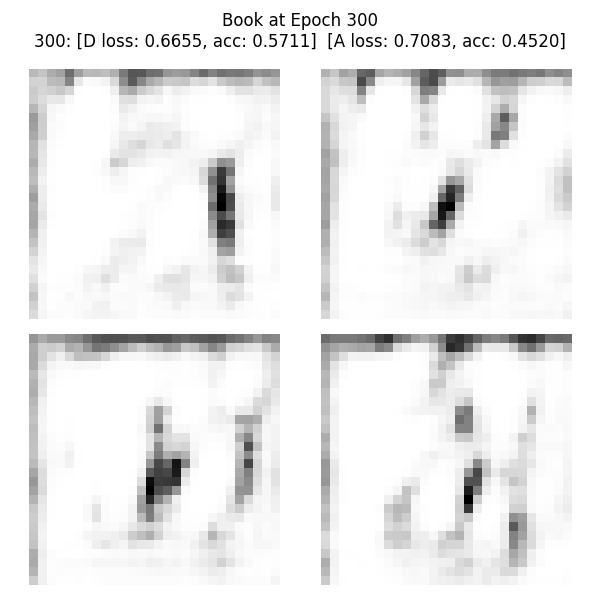 Book at Epoch 300
300: [D loss: 0.6655, acc: 0.5711]  [A loss: 0.7083, acc: 0.4520]